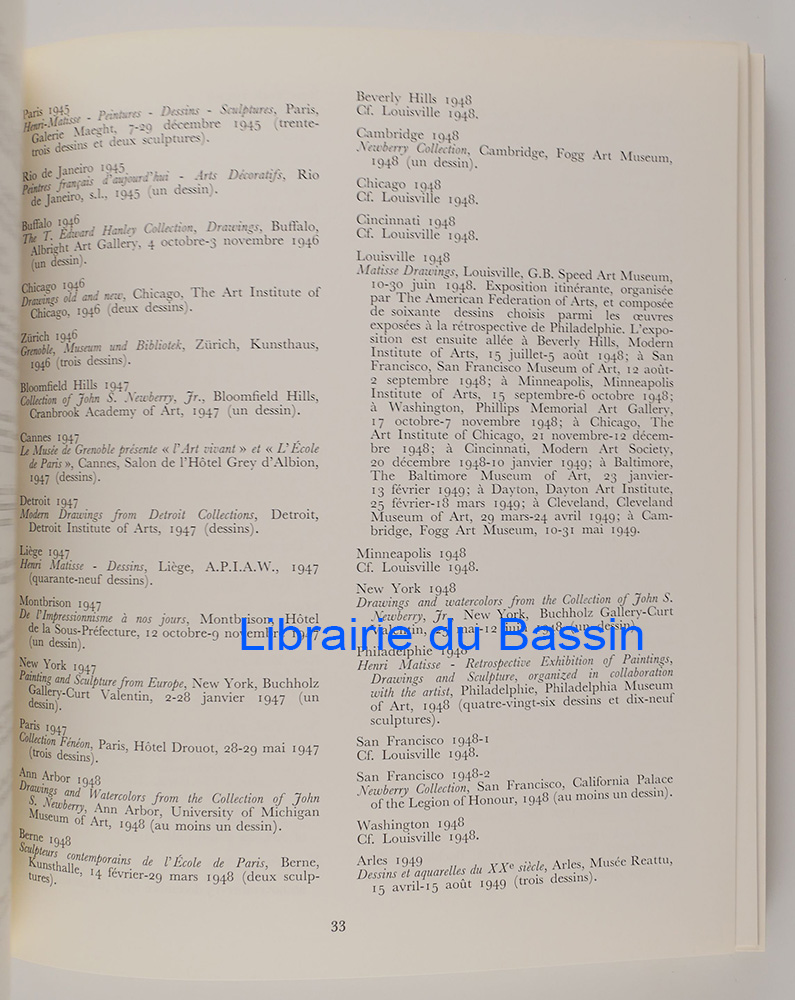 Paris 1945
Henri-Matisse - Peintures - Dessins - Sculptures, Paris,
Galerie Maeght, 7-29 décembre 1945 (trente-
trois dessins et deux sculptures).
Rio de Janeiro 1945
Peintres français d'aujourd'hui - Arts Décoratifs, Rio
de Janeiro, s.l., 1945 (un dessin).
Buffalo 1946
The T. Edward Hanley Collection, Drawings, Buffalo,
Albright Art Gallery, 4 octobre-3 novembre 1946
(un dessin).
Chicago 1946
Drawings old and new, Chicago, The Art Institute of
Chicago, 1946 (deux dessins).
Zürich 1946
Grenoble, Museum und Bibliotek, Zürich, Kunsthaus,
1946 (trois dessins).
Bloomfield Hills 1947
Collection of John S. Newberry, Jr., Bloomfield Hills,
Cranbrook Academy of Art, 1947 (un dessin).
Cannes 1947
Le Musée de Grenoble présente « l'Art vivant » et « L'École
de Paris », Cannes, Salon de l'Hôtel Grey d'Albion,
1947 (dessins).
Detroit 1947
Modern Drawings from Detroit Collections, Detroit,
Detroit Institute of Arts, 1947 (dessins).
Liège 1947
Henri Matisse - Dessins, Liège, A.P.I.A.W., 1947
(quarante-neuf dessins).
Montbrison 1947
De l'Impressionnisme à nos jours, Montbrison, Hôtel
de la Sous-Préfecture, 12 octobre-9 novembre 1947
(un dessin).
New York 1947
Painting and Sculpture from Europe, New York, Buchholz
Gallery-Curt Valentin, 2-28 janvier 1947 (un
dessin).
Paris 1947
Collection Fénéon, Paris, Hôtel Drouot, 28-29 mai 1947
(trois dessins).
Ann Arbor 1948
Drawings and Watercolors from the Collection of John
S. Newberry, Ann Arbor, University of Michigan
Museum of Art, 1948 (au moins un dessin).
Berne 1948
Sculpteurs contemporains de l'École de Paris, Berne,
Kunsthalle, 14 février-29 mars 1948 (deux sculp-
tures).
Beverly Hills 1948
Cf. Louisville 1948.
Cambridge 1948
Newberry Collection, Cambridge, Fogg Art Museum,
1948 (un dessin).
Chicago 1948
Cf. Louisville 1948.
Cincinnati 1948
Cf. Louisville 1948.
Louisville 1948
Matisse Drawings, Louisville, G.B. Speed Art Museum,
10-30 juin 1948. Exposition itinérante, organisée
par The American Federation of Arts, et composée
de soixante dessins choisis parmi les œuvres
exposées à la rétrospective de Philadelphie. L'expo-
sition est ensuite allée à Beverly Hills, Modern
Institute of Arts, 15 juillet-5 août 1948; à San
Francisco, San Francisco Museum of Art, 12 août-
2 septembre 1948; à Minneapolis, Minneapolis
Institute of Arts, 15 septembre-6 octobre 1948;
à Washington, Phillips Memorial Art Gallery,
17 octobre-7 novembre 1948; à Chicago, The
Art Institute of Chicago, 21 novembre-12 décem-
bre 1948; à Cincinnati, Modern Art Society,
20 décembre 1948-10 janvier 1949; à Baltimore,
The Baltimore Museum of Art, 23 janvier-
13 février 1949; à Dayton, Dayton Art Institute,
25 février-18 mars 1949; à Cleveland, Cleveland
Museum of Art, 29 mars-24 avril 1949; à Cam-
bridge, Fogg Art Museum, 10-31 mai 1949.
Minneapolis 1948
Cf. Louisville 1948.
New York 1948
Drawings and watercolors from the Collection of John S.
Newberry, Jr., New York, Buchholz Gallery-Curt
Valentin, 25 mai-12 juin 1948 (un dessin).
Librairie du Bassin
Philadelphie 1948
Henri Matisse - Retrospective Exhibition of Paintings,
Drawings and Sculpture, organized in collaboration
with the artist, Philadelphie, Philadelphia Museum
of Art, 1948 (quatre-vingt-six dessins et dix-neuf
sculptures).
San Francisco 1948-1
Cf. Louisville 1948.
San Francisco 1948-2
Newberry Collection, San Francisco, California Palace
of the Legion of Honour, 1948 (au moins un dessin).
Washington 1948
Cf. Louisville 1948.
Arles 1949
Dessins et aquarelles du XXe siècle, Arles, Musée Reattu,
15 avril-15 août 1949 (trois dessins).
33